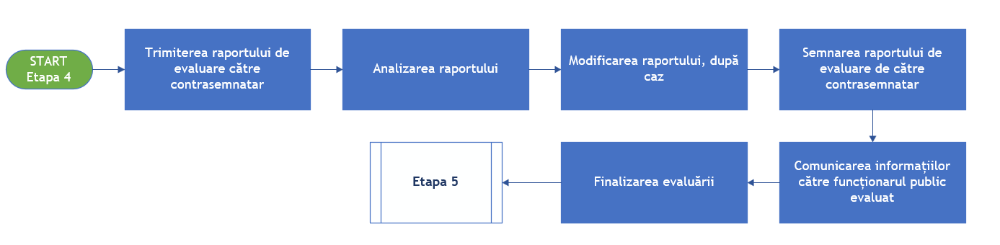 START
Etapa 4
Trimiterea raportului de
evaluare către
contrasemnatar
Analizarea raportului
Modificarea raportului, după
caz
Semnarea raportului de
evaluare de către
contrasemnatar
Comunicarea informațiilor
către funcționarul public
evaluat
Finalizarea evaluării
Etapa 5